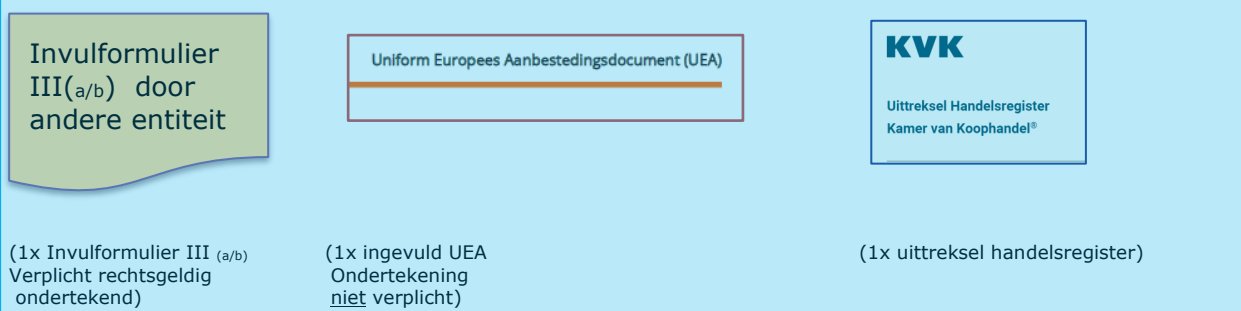 Invulformulier
III(a/b) door
andere entiteit
Uniform Europees Aanbestedingsdocument (UEA)
KVK
Uittreksel Handelsregister
Kamer van Koophandel®
(1x Invulformulier III (a/b)
Verplicht rechtsgeldig
ondertekend)
(1x ingevuld UEA
Ondertekening
niet verplicht)
(1x uittreksel handelsregister)